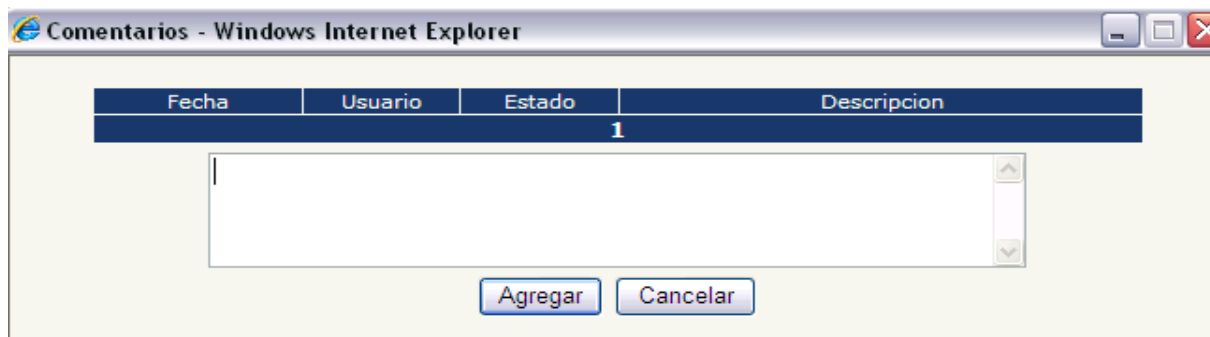 Comentarios - Windows Internet Explorer
Fecha Usuario Estado Descripcion
1
Agregar Cancelar